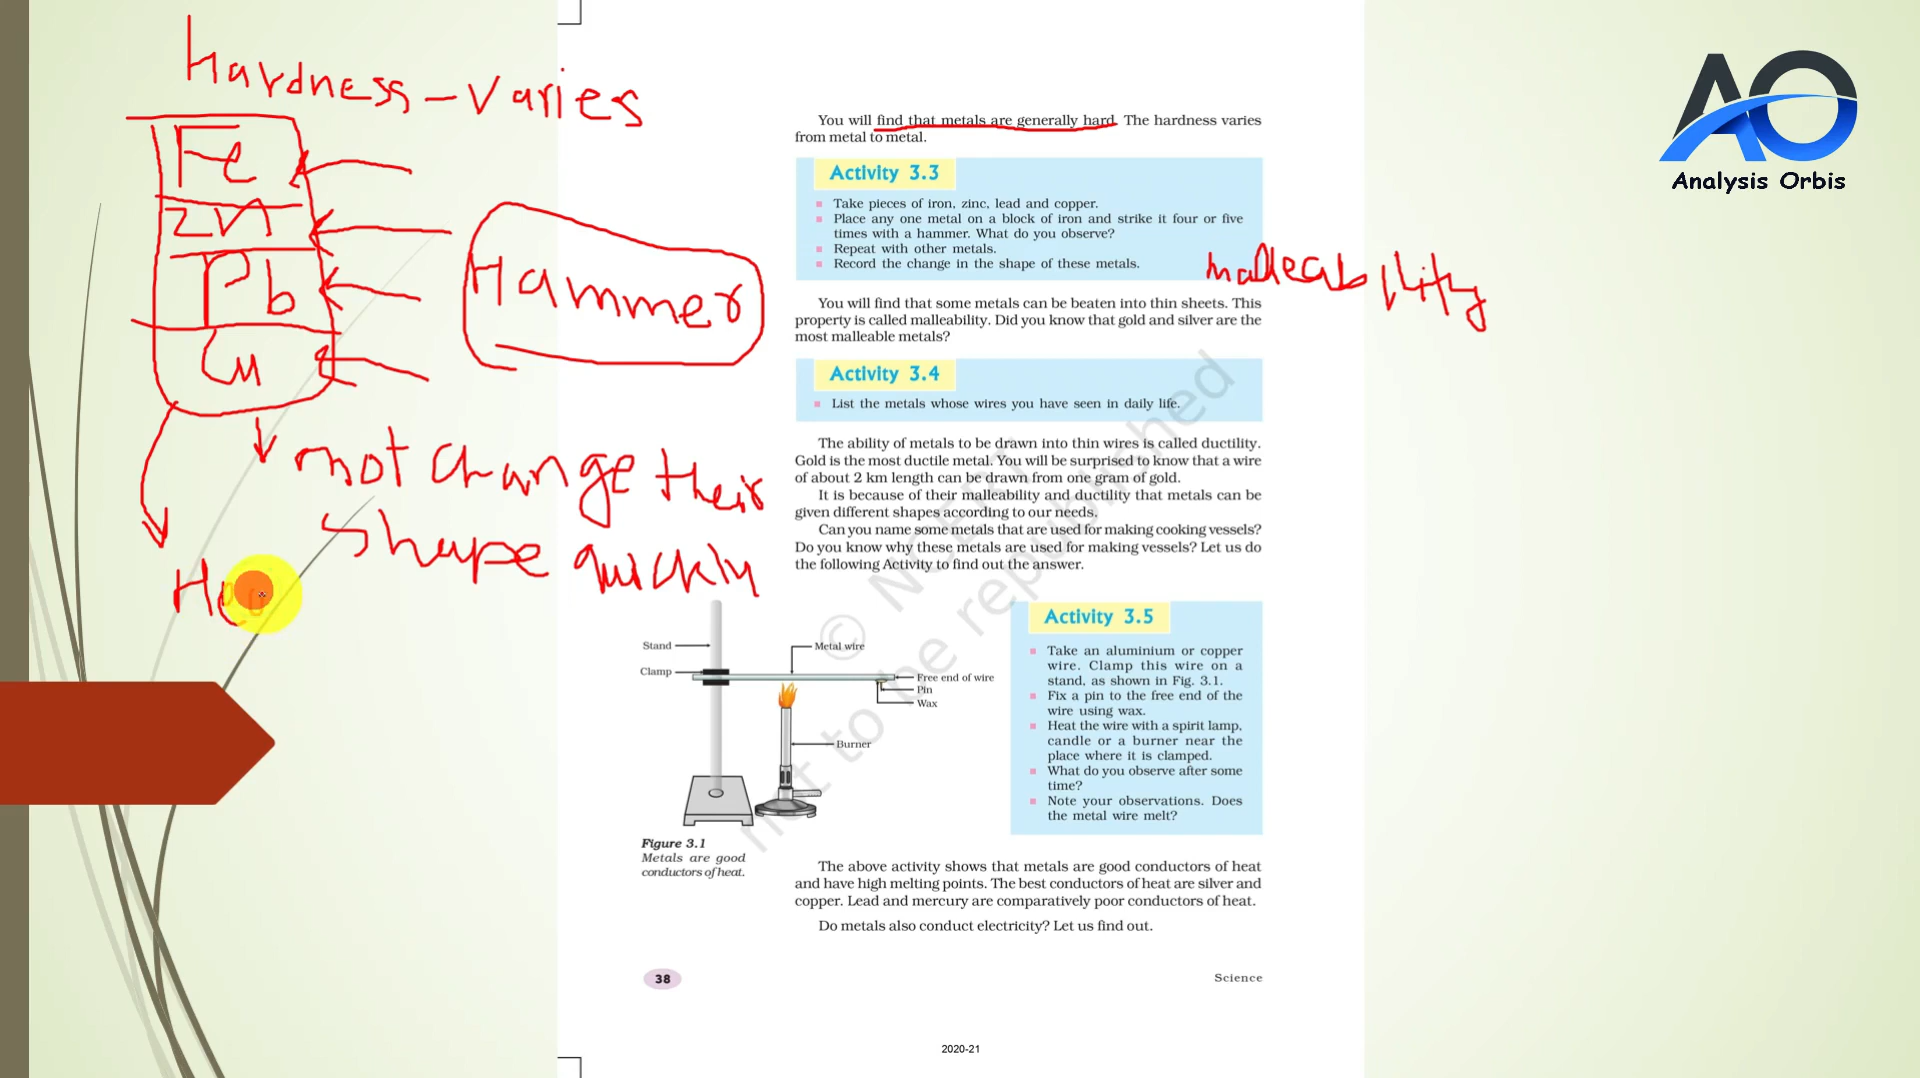 Hardness - Varies
Fe
Zn
Pb
Cu
Hammer
not change their
shape quickly
malleability
You will find that metals are generally hard. The hardness varies
from metal to metal.
Activity 3.3
Take pieces of iron, zinc, lead and copper.
Place any one metal on a block of iron and strike it four or five
times with a hammer. What do you observe?
Repeat with other metals.
Record the change in the shape of these metals.
You will find that some metals can be beaten into thin sheets. This
property is called malleability. Did you know that gold and silver are the
most malleable metals?
Activity 3.4
List the metals whose wires you have seen in daily life.
The ability of metals to be drawn into thin wires is called ductility.
Gold is the most ductile metal. You will be surprised to know that a wire
of about 2 km length can be drawn from one gram of gold.
It is because of their malleability and ductility that metals can be
given different shapes according to our needs.
Can you name some metals that are used for making cooking vessels?
Do you know why these metals are used for making vessels? Let us do
the following Activity to find out the answer.
Stand
Clamp
Metal wire
Free end of wire
Pin
Wax
Burner
Figure 3.1
Metals are good
conductors of heat.
Activity 3.5
Take an aluminium or copper
wire. Clamp this wire on a
stand, as shown in Fig. 3.1.
Fix a pin to the free end of the
wire using wax.
Heat the wire with a spirit lamp,
candle or a burner near the
place where it is clamped.
What do you observe after some
time?
Note your observations. Does
the metal wire melt?
The above activity shows that metals are good conductors of heat
and have high melting points. The best conductors of heat are silver and
copper. Lead and mercury are comparatively poor conductors of heat.
Do metals also conduct electricity? Let us find out.
38
Science
2020-21
© NCERT
not to be republished
AO
Analysis Orbis